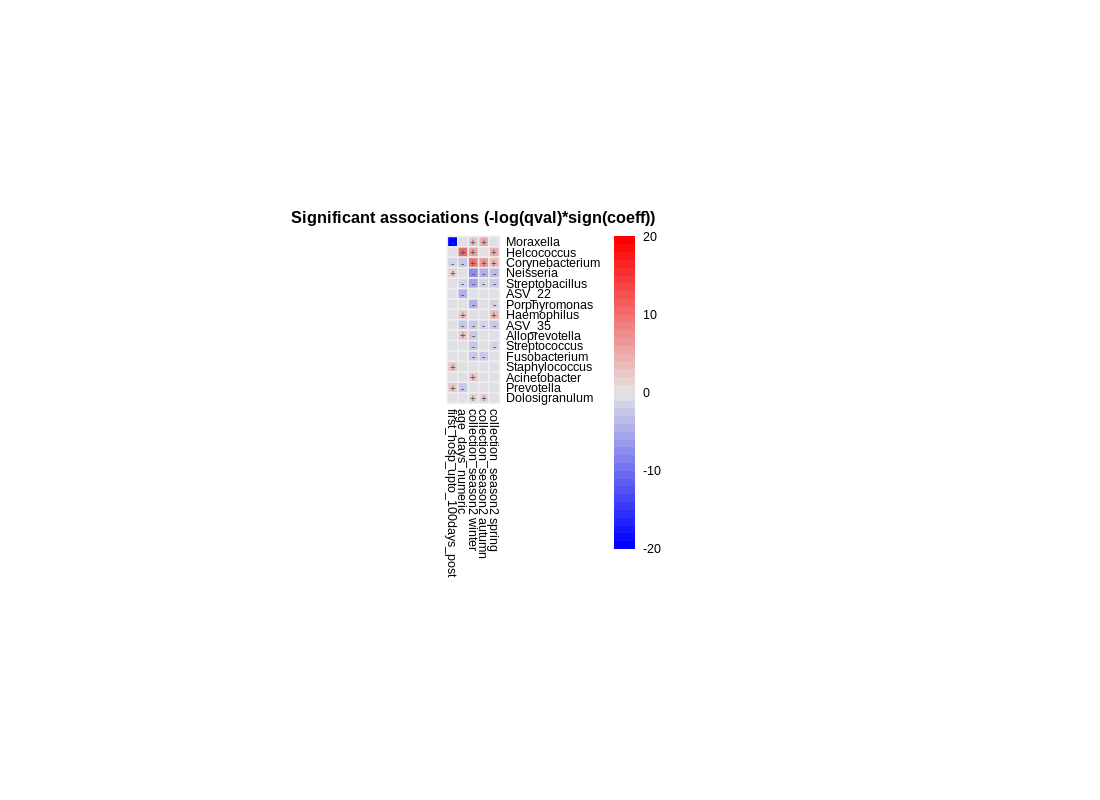 Significant associations (-log(qval)*sign(coeff))
- + + Moraxella
+ + + Helcococcus
- - + + + Corynebacterium
+ - - - Neisseria
- - - - Streptobacillus
- ASV_22
- - Porphyromonas
+ + Haemophilus
- - - - ASV_35
+ - Alloprevotella
- - Streptococcus
- - Fusobacterium
+ Staphylococcus
+ Acinetobacter
+ - Prevotella
+ + Dolosigranulum
first_hosp_upto_100days_post
age_days_numeric
collection_season2 winter
collection_season2 autumn
collection_season2 spring
20
10
0
-10
-20